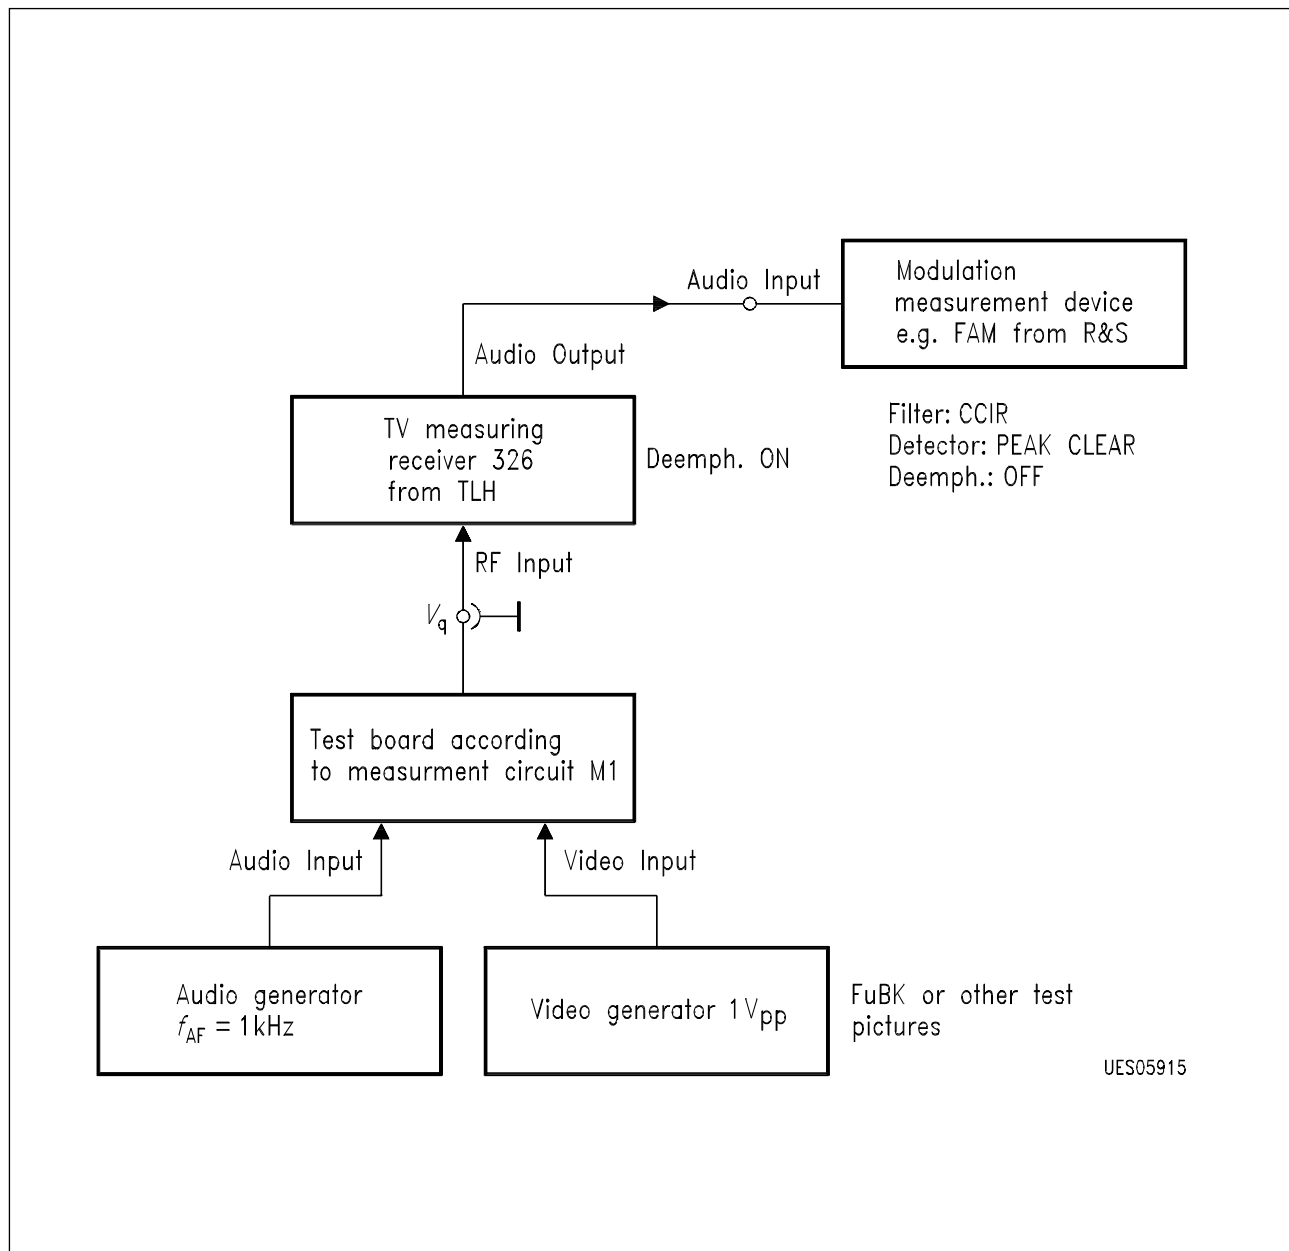 Modulation
measurement device
e.g. FAM from R&S
Audio Input
Audio Output
Filter: CCIR
Detector: PEAK CLEAR
Deemph.: OFF
TV measuring
receiver 326
from TLH
Deemph. ON
RF Input
Vq
Test board according
to measurment circuit M1
Audio Input
Video Input
Audio generator
fAF = 1kHz
Video generator 1Vpp
FuBK or other test
pictures
UES05915